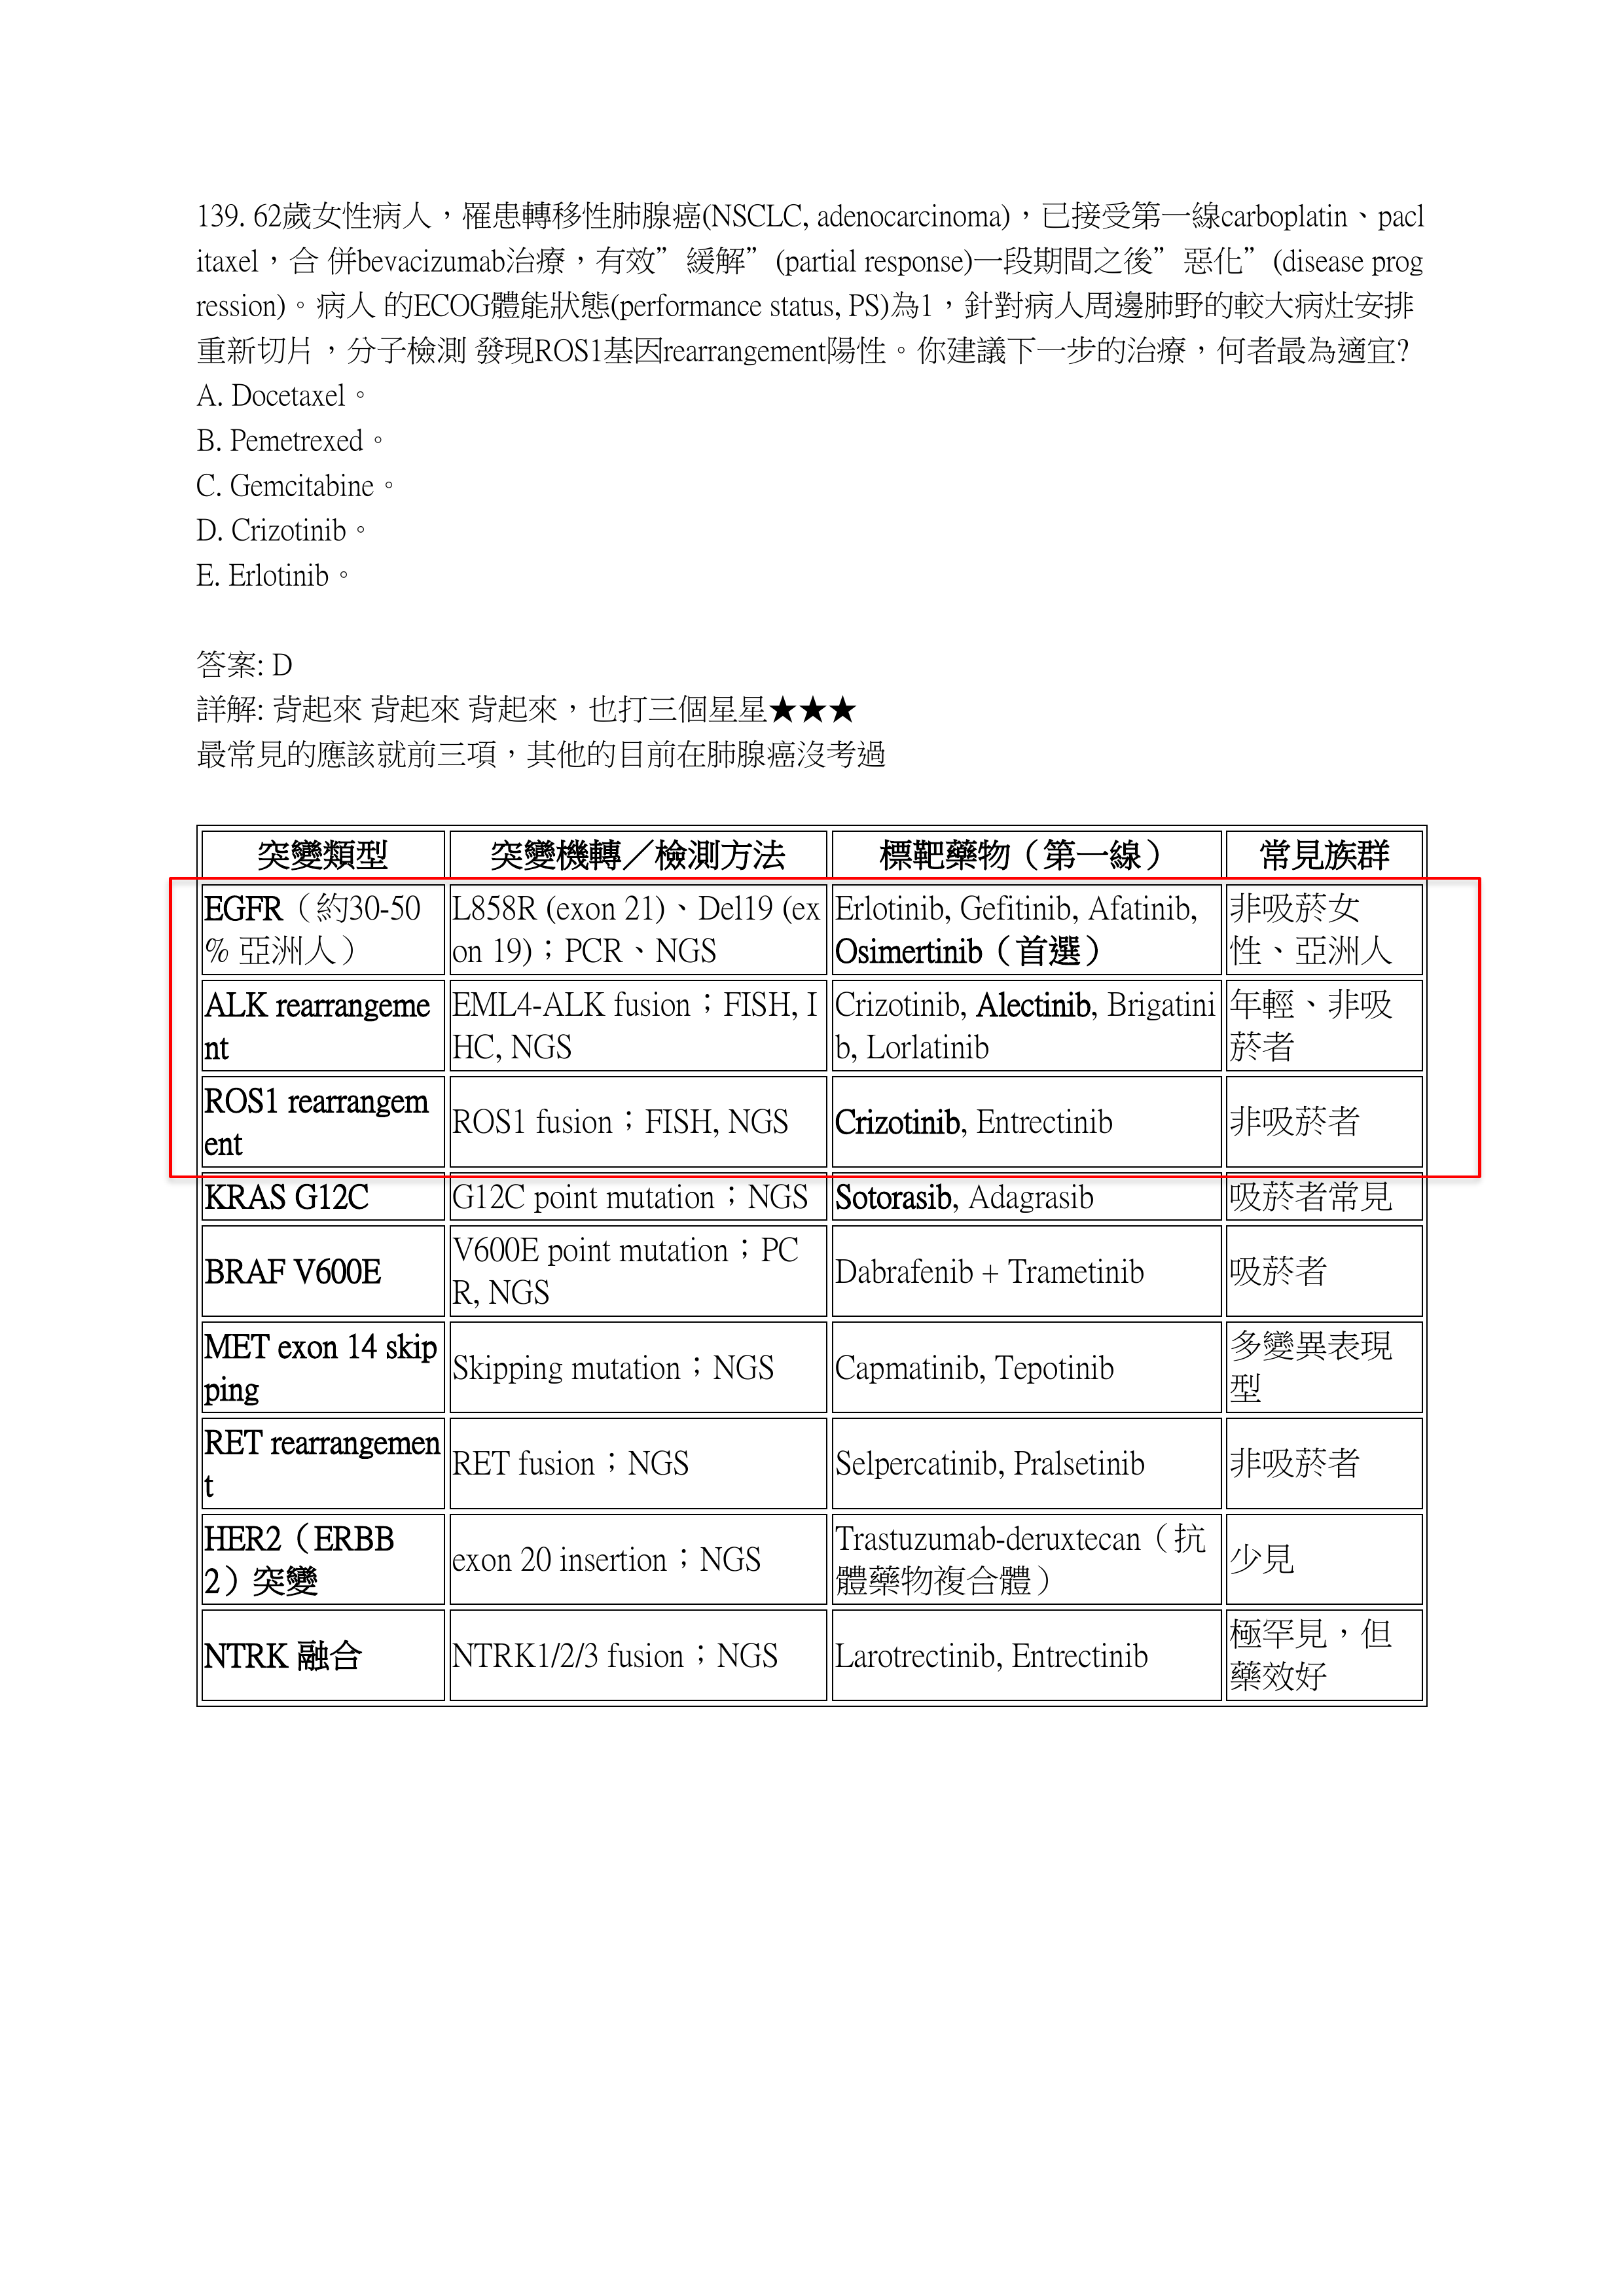 139. 62歲女性病人，罹患轉移性肺腺癌(NSCLC, adenocarcinoma)，已接受第一線carboplatin、pacl
itaxel，合 併bevacizumab治療，有效”緩解”(partial response)一段期間之後”惡化”(disease prog
ression)。病人 的ECOG體能狀態(performance status, PS)為1，針對病人周邊肺野的較大病灶安排
重新切片，分子檢測 發現ROS1基因rearrangement陽性。你建議下一步的治療，何者最為適宜?
A. Docetaxel。
B. Pemetrexed。
C. Gemcitabine。
D. Crizotinib。
E. Erlotinib。
答案: D
詳解: 背起來 背起來 背起來，也打三個星星★★★
最常見的應該就前三項，其他的目前在肺腺癌沒考過
突變類型 突變機轉／檢測方法 標靶藥物（第一線） 常見族群
EGFR（約30-50 L858R (exon 21)、Del19 (ex Erlotinib, Gefitinib, Afatinib, 非吸菸女
% 亞洲人） on 19)；PCR、NGS Osimertinib（首選） 性、亞洲人
ALK rearrangeme EML4-ALK fusion；FISH, I Crizotinib, Alectinib, Brigatini 年輕、非吸
nt HC, NGS b, Lorlatinib 菸者
ROS1 rearrangem
ent ROS1 fusion；FISH, NGS Crizotinib, Entrectinib 非吸菸者
KRAS G12C G12C point mutation；NGS Sotorasib, Adagrasib 吸菸者常見
BRAF V600E V600E point mutation；PC
R, NGS Dabrafenib + Trametinib 吸菸者
MET exon 14 skip
ping Skipping mutation；NGS Capmatinib, Tepotinib 多變異表現
型
RET rearrangemen
t RET fusion；NGS Selpercatinib, Pralsetinib 非吸菸者
HER2（ERBB
2）突變 exon 20 insertion；NGS Trastuzumab-deruxtecan（抗
體藥物複合體） 少見
NTRK 融合 NTRK1/2/3 fusion；NGS Larotrectinib, Entrectinib 極罕見，但
藥效好